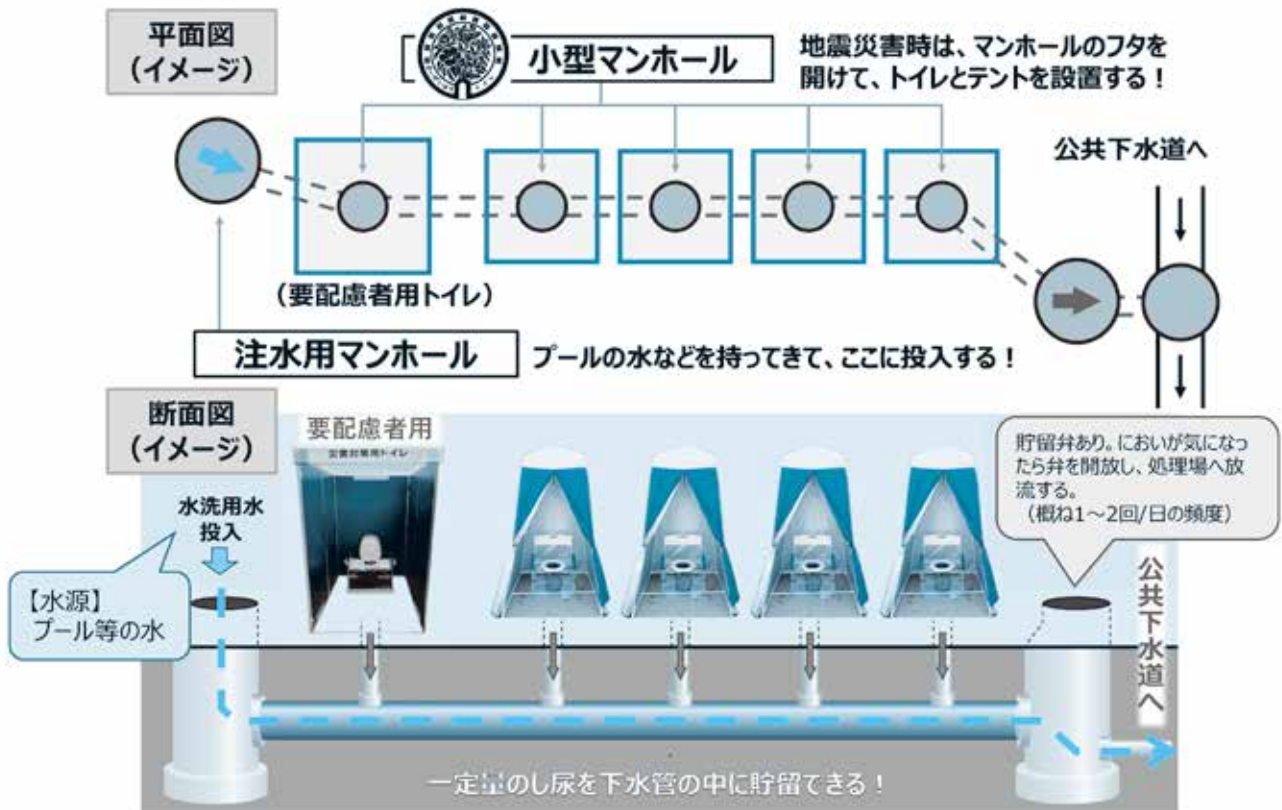 平面図
（イメージ）
小型マンホール
地震災害時は、マンホールのフタを
開けて、トイレとテントを設置する！
公共下水道へ
（要配慮者用トイレ）
注水用マンホール
プールの水などを持ってきて、ここに投入する！
断面図
（イメージ）
要配慮者用
災害対策用トイレ
水洗用水
投入
【水源】
プール等の水
貯留弁あり。においが気になっ
たら弁を開放し、処理場へ放
流する。
（概ね1～2回/日の頻度）
公共下水道へ
一定量のし尿を下水管の中に貯留できる！